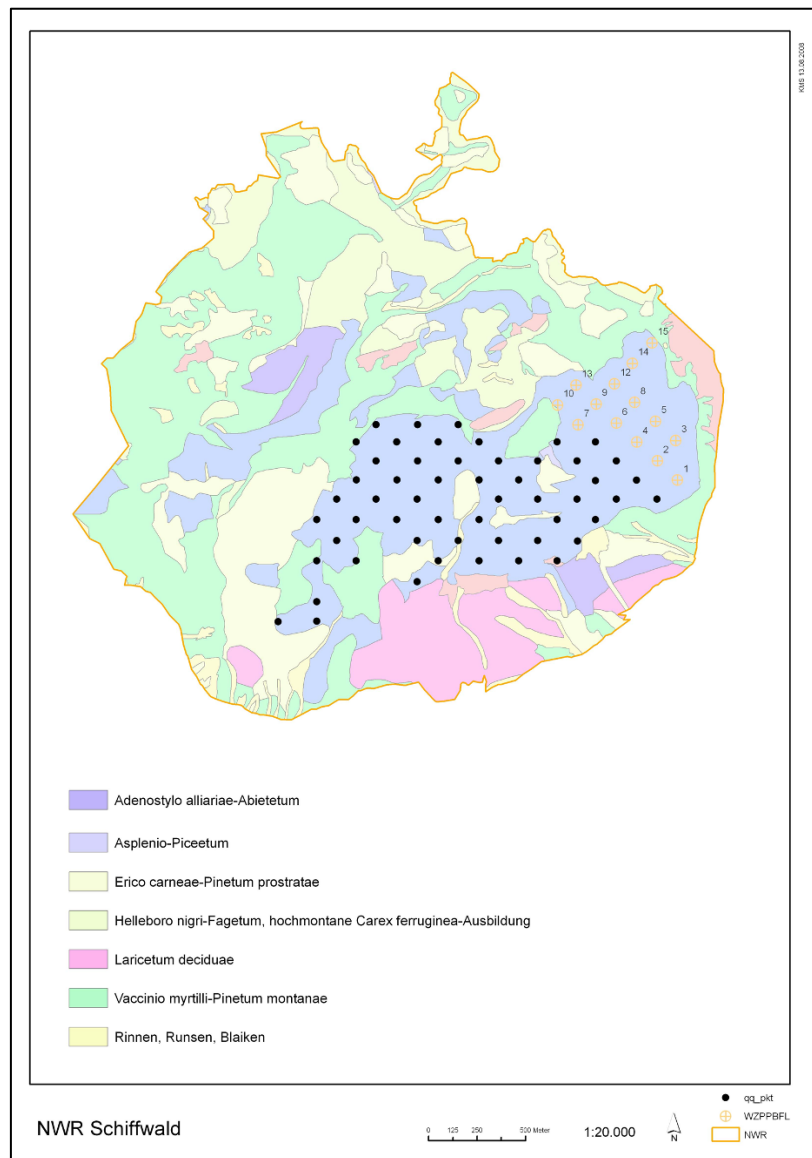 KMS 13.08.2008
15
14
13
12
10
9
8
7
6
5
4
3
2
1
Adenostylo alliariae-Abietetum
Asplenio-Piceetum
Erico carneae-Pinetum prostratae
Helleboro nigri-Fagetum, hochmontane Carex ferruginea-Ausbildung
Laricetum deciduae
Vaccinio myrtilli-Pinetum montanae
Rinnen, Runsen, Blaiken
NWR Schiffwald
0 125 250 500 Meter
1:20.000
N
qq_pkt
WZPPBFL
NWR